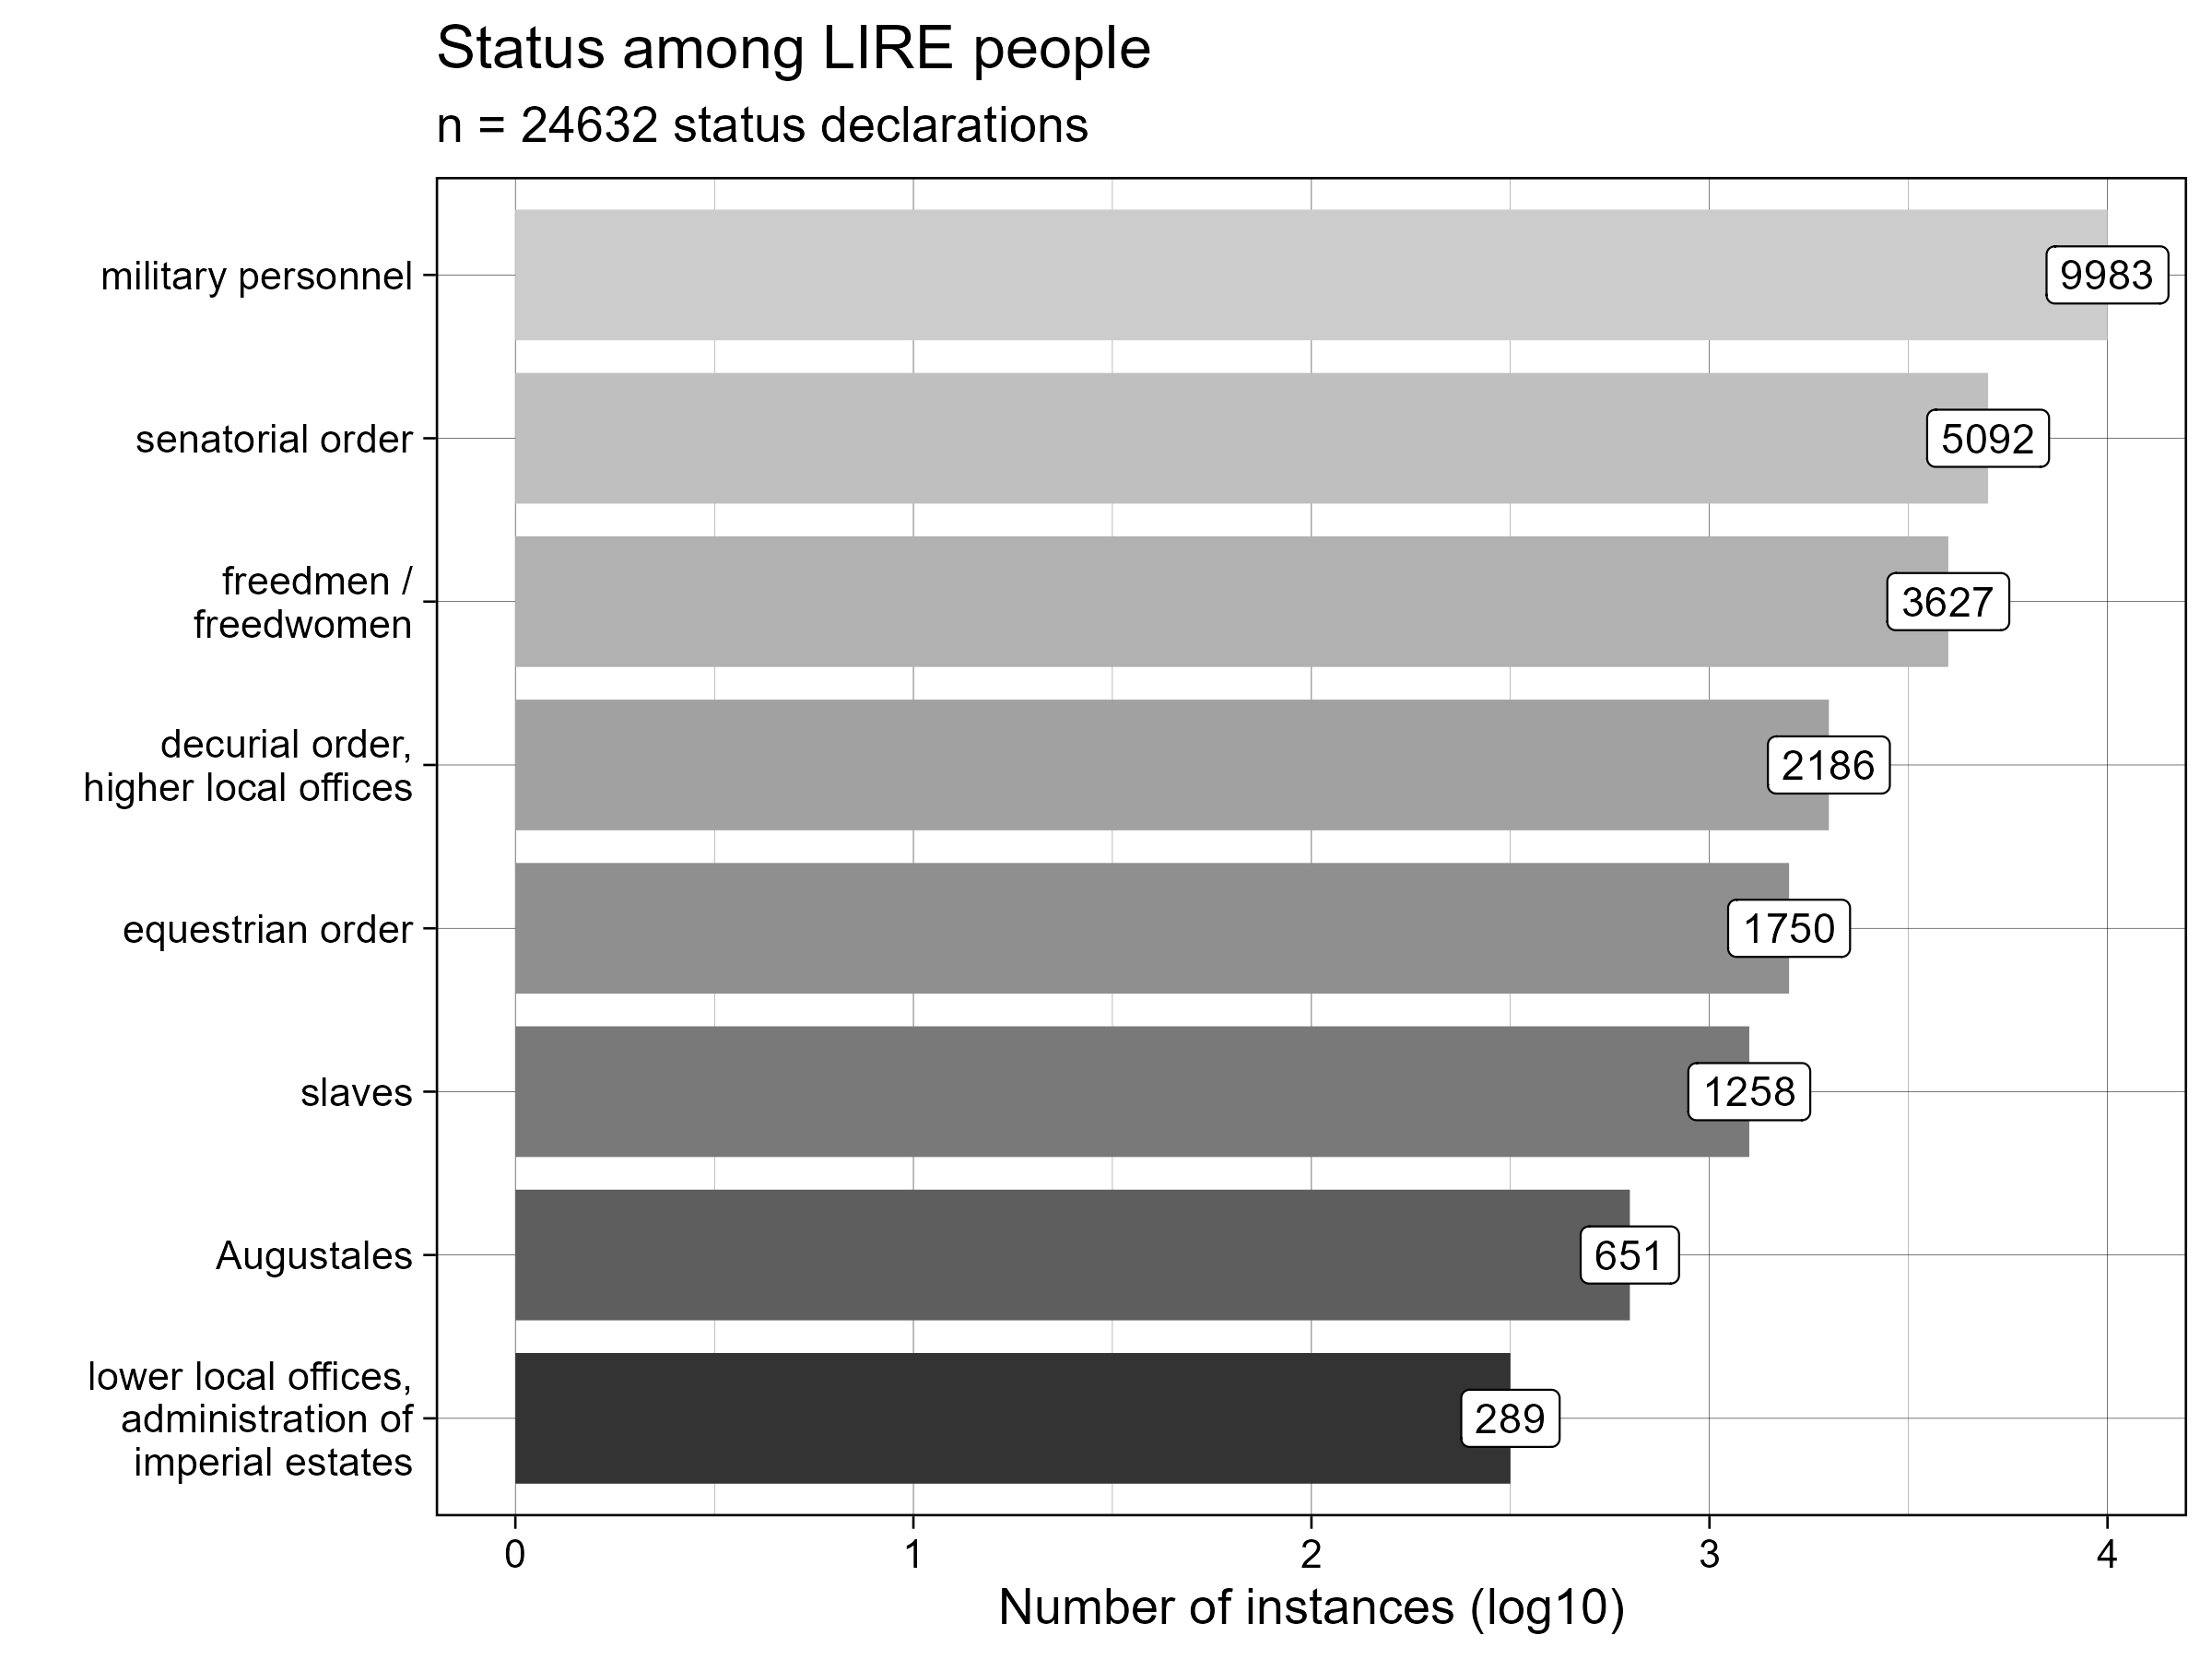 Status among LIRE people
n = 24632 status declarations
military personnel
9983
senatorial order
5092
freedmen /
freedwomen
3627
decurial order,
higher local offices
2186
equestrian order
1750
slaves
1258
Augustales
651
lower local offices,
administration of
imperial estates
289
0 1 2 3 4
Number of instances (log10)